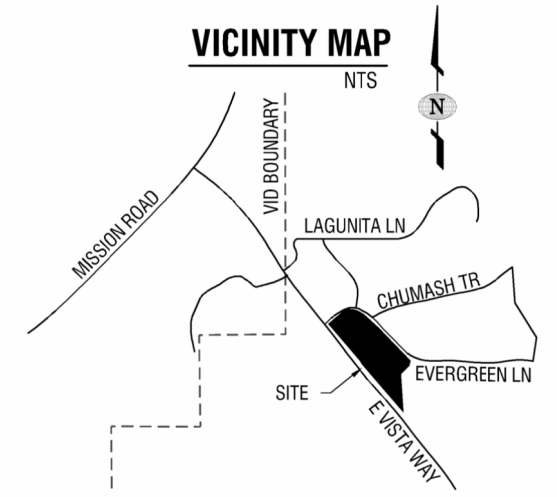 VICINITY MAP
NTS
N
VID BOUNDARY
MISSION ROAD
LAGUNITA LN
CHUMASH TR
EVERGREEN LN
SITE
E VISTA WAY